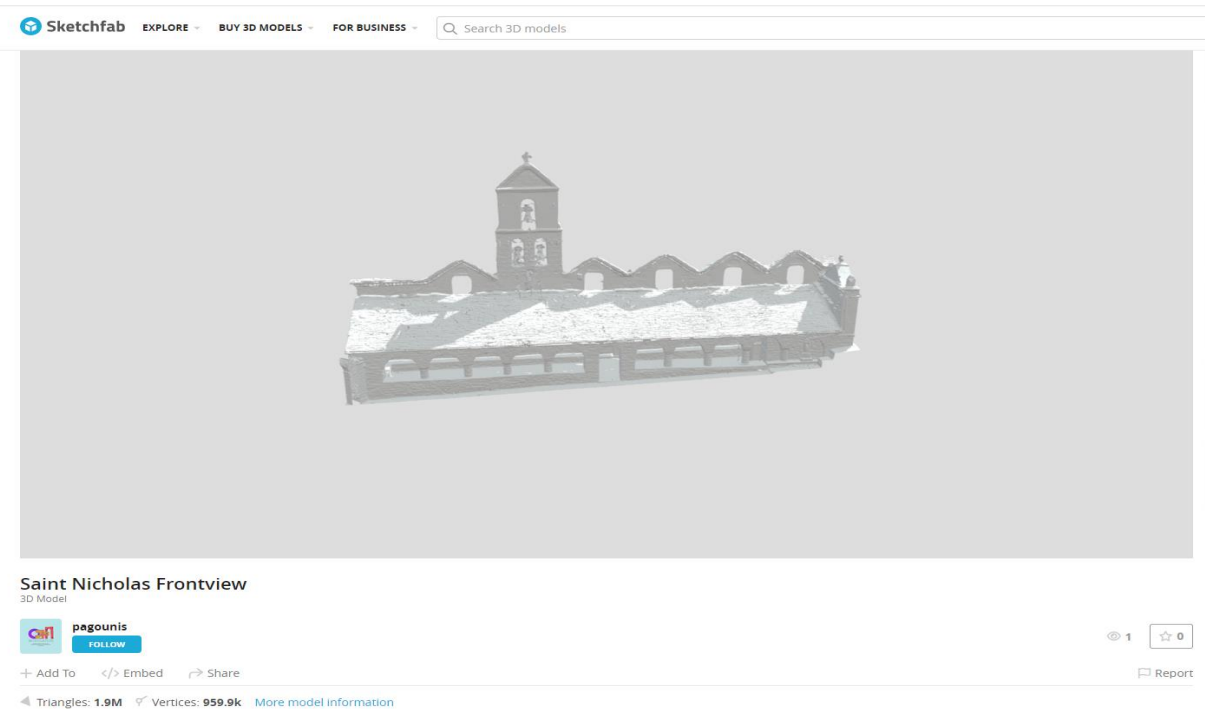 Sketchfab EXPLORE BUY 3D MODELS FOR BUSINESS Search 3D models
Saint Nicholas Frontview
3D Model
pagounis
FOLLOW
1 0
Add To </> Embed Share Report
Triangles: 1.9M Vertices: 959.9k More model information